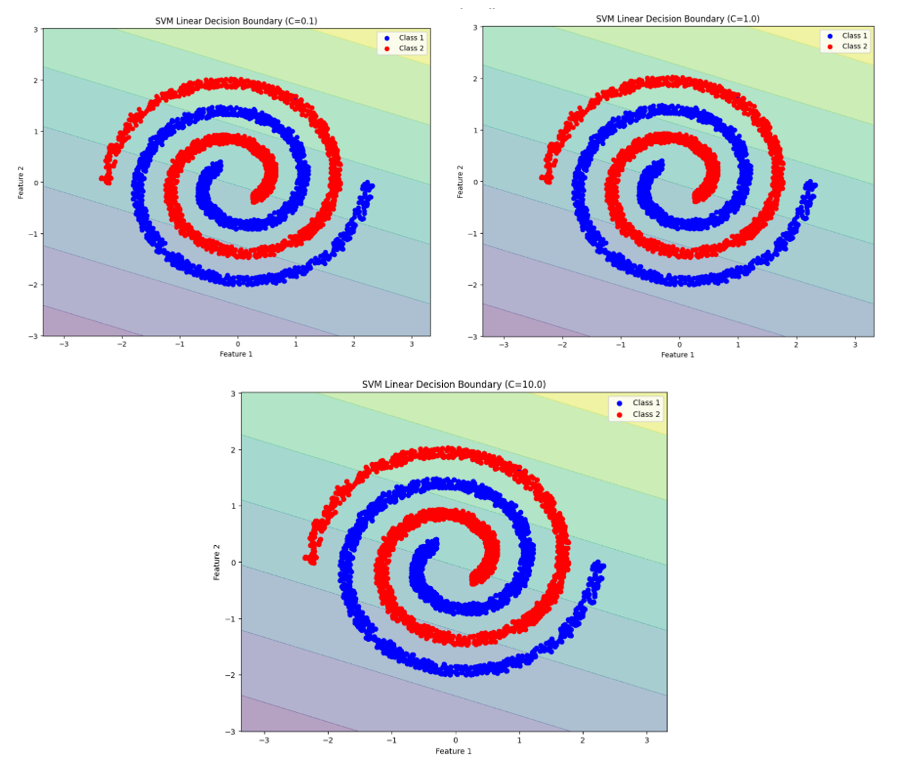 SVM Linear Decision Boundary (C=0.1)
Class 1
Class 2
3
2
1
0
−1
−2
−3
Feature 2
−3 −2 −1 0 1 2 3
Feature 1
SVM Linear Decision Boundary (C=1.0)
Class 1
Class 2
3
2
1
0
−1
−2
−3
Feature 2
−3 −2 −1 0 1 2 3
Feature 1
SVM Linear Decision Boundary (C=10.0)
Class 1
Class 2
3
2
1
0
−1
−2
−3
Feature 2
−3 −2 −1 0 1 2 3
Feature 1